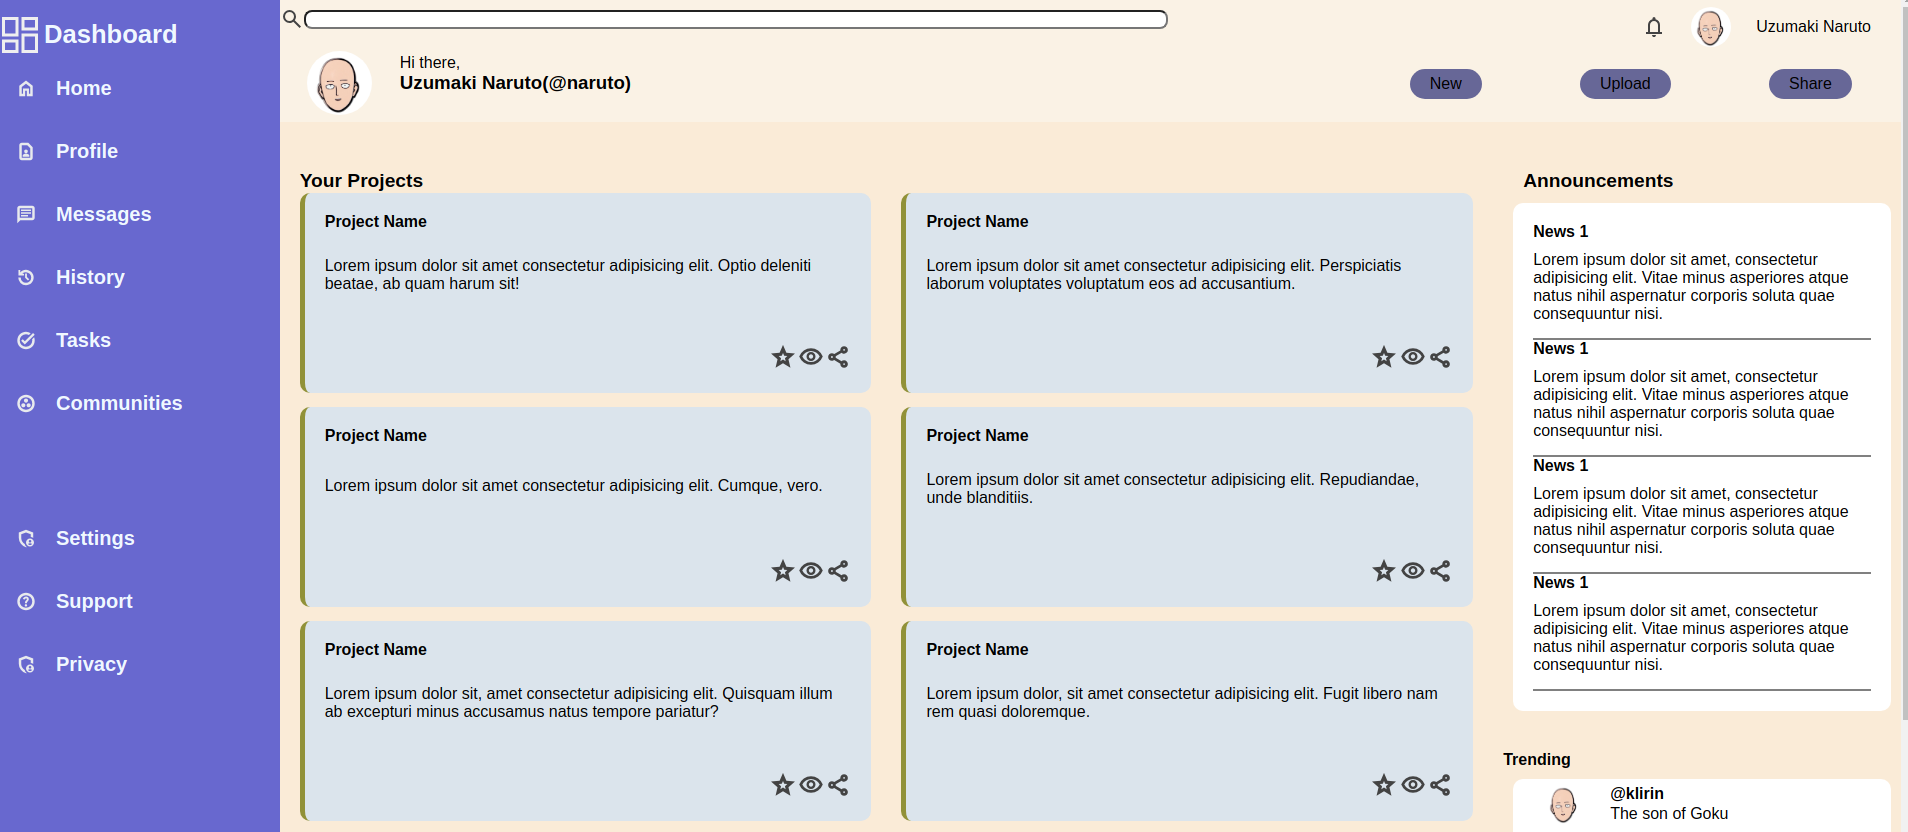 Dashboard
Home
Profile
Messages
History
Tasks
Communities
Settings
Support
Privacy
Uzumaki Naruto
Hi there,
Uzumaki Naruto(@naruto)
New
Upload
Share
Your Projects
Project Name
Lorem ipsum dolor sit amet consectetur adipisicing elit. Optio deleniti
beatae, ab quam harum sit!
Project Name
Lorem ipsum dolor sit amet consectetur adipisicing elit. Perspiciatis
laborum voluptates voluptatum eos ad accusantium.
Project Name
Lorem ipsum dolor sit amet consectetur adipisicing elit. Cumque, vero.
Project Name
Lorem ipsum dolor sit amet consectetur adipisicing elit. Repudiandae,
unde blanditiis.
Project Name
Lorem ipsum dolor sit, amet consectetur adipisicing elit. Quisquam illum
ab excepturi minus accusamus natus tempore pariatur?
Project Name
Lorem ipsum dolor, sit amet consectetur adipisicing elit. Fugit libero nam
rem quasi doloremque.
Announcements
News 1
Lorem ipsum dolor sit amet, consectetur
adipisicing elit. Vitae minus asperiores atque
natus nihil aspernatur corporis soluta quae
consequuntur nisi.
News 1
Lorem ipsum dolor sit amet, consectetur
adipisicing elit. Vitae minus asperiores atque
natus nihil aspernatur corporis soluta quae
consequuntur nisi.
News 1
Lorem ipsum dolor sit amet, consectetur
adipisicing elit. Vitae minus asperiores atque
natus nihil aspernatur corporis soluta quae
consequuntur nisi.
News 1
Lorem ipsum dolor sit amet, consectetur
adipisicing elit. Vitae minus asperiores atque
natus nihil aspernatur corporis soluta quae
consequuntur nisi.
Trending
@klirin
The son of Goku